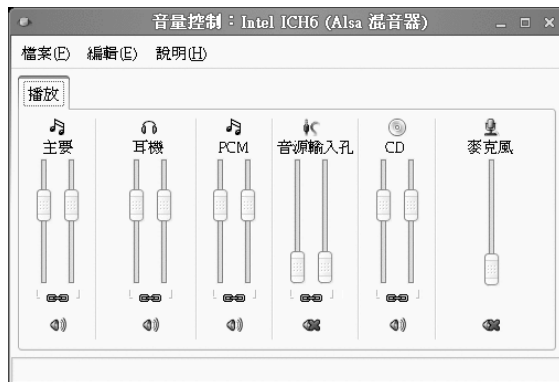 音量控制：Intel ICH6 (Alsa 混音器)
檔案(F) 編輯(E) 說明(H)
播放
主要 耳機 PCM 音源輸入孔 CD 麥克風